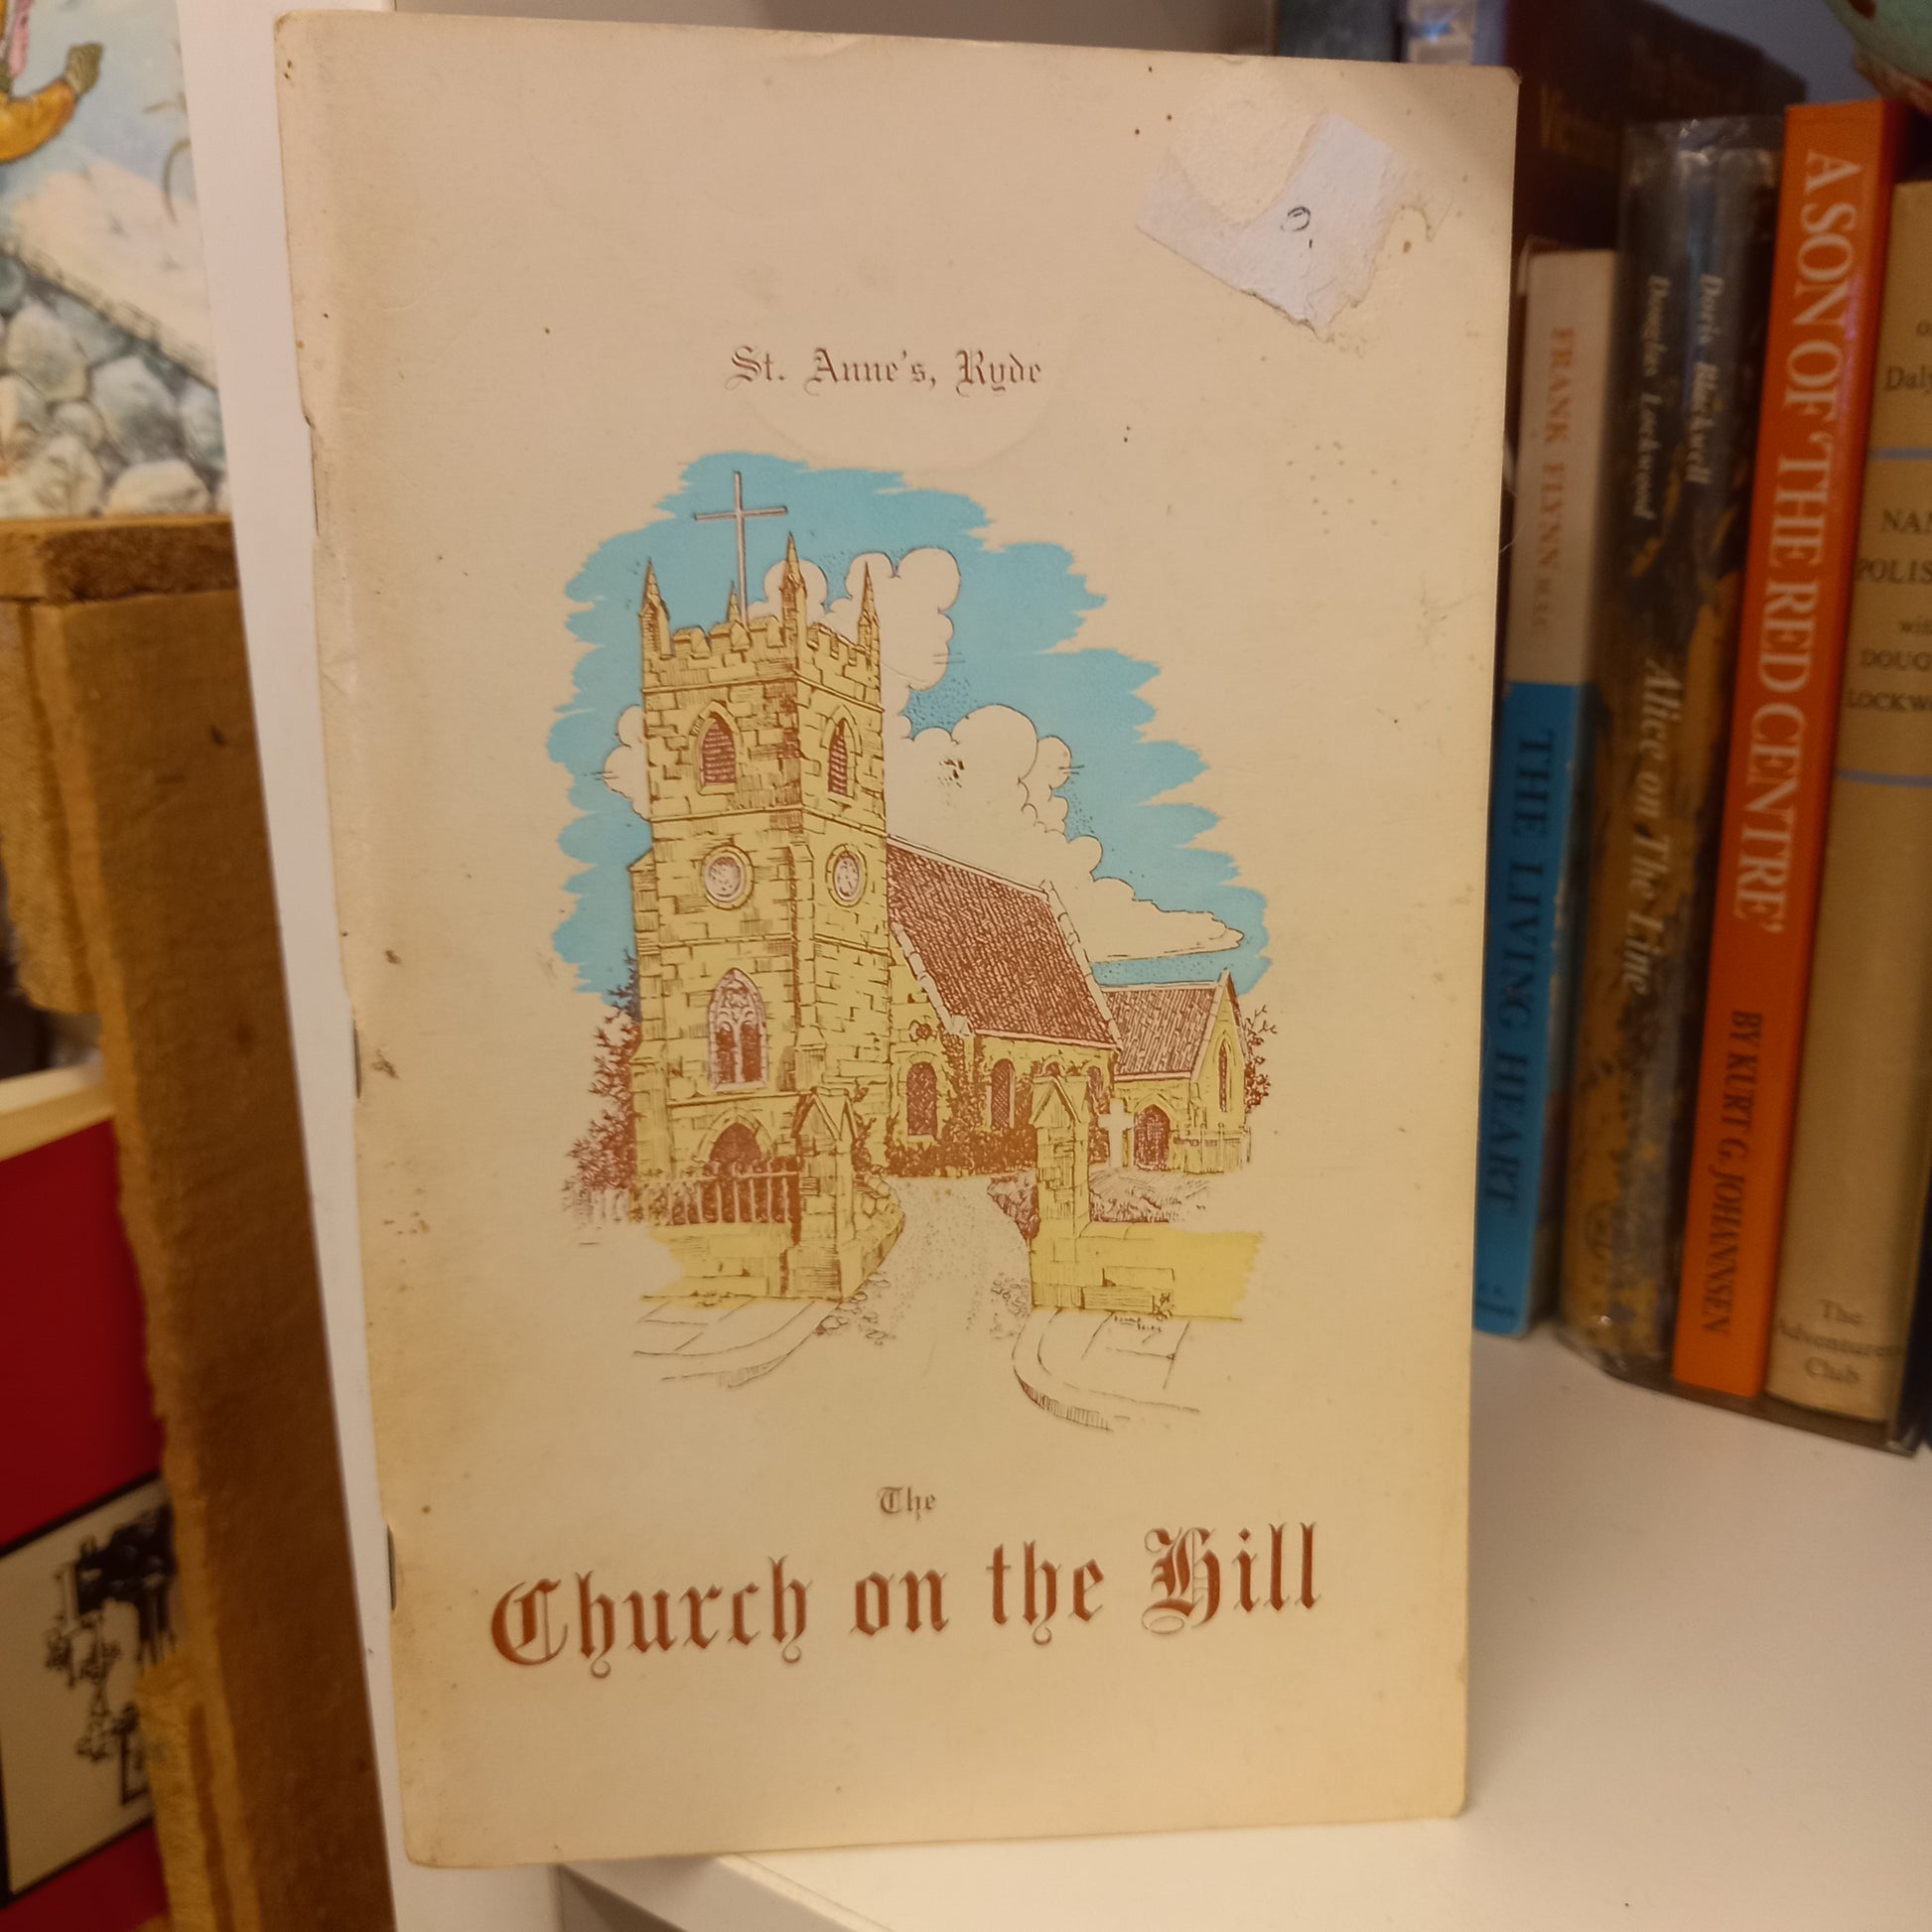 St. Anne's, Ryde
The
Church on the Hill
FRANK FLYNN M.S.C.
THE LIVING HEART
Doris Blackwell
Douglas Lockwood
Alice on The Line
A SON OF 'THE RED CENTRE'
BY KURT G. JOHANNSEN
The
Adventurers
Club